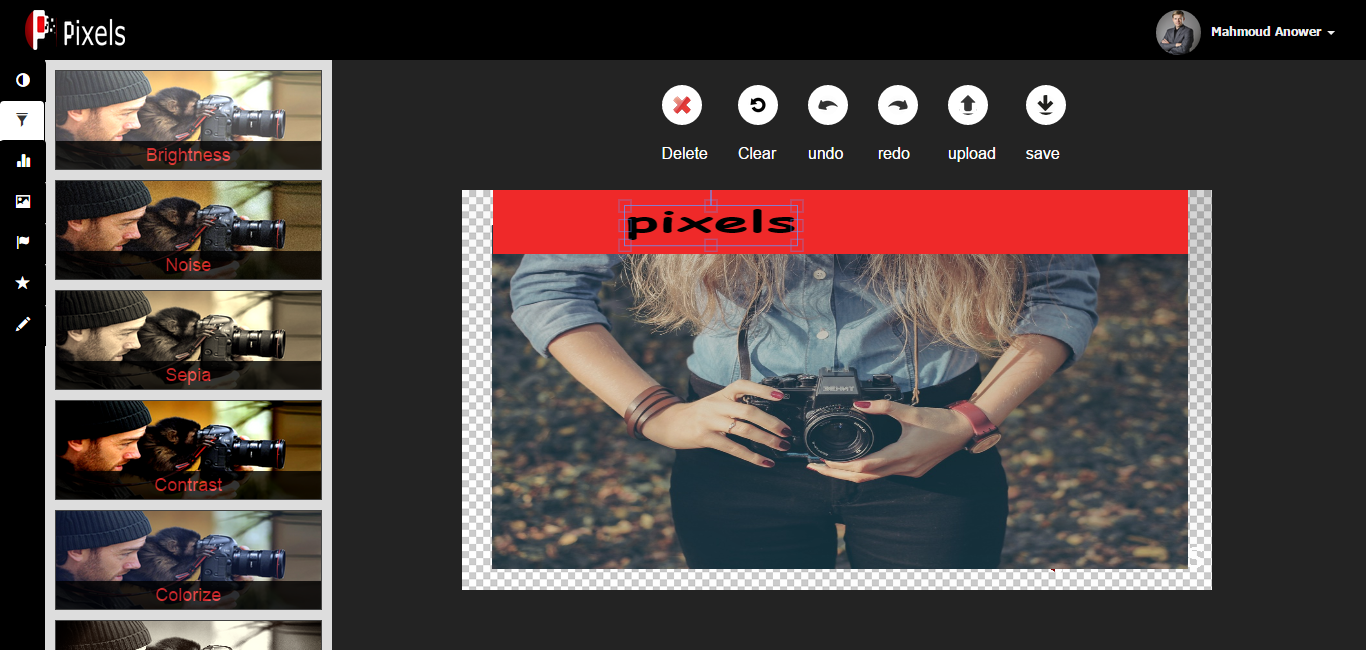 Pixels
Mahmoud Anower
Delete Clear undo redo upload save
Brightness
Noise
Sepia
Contrast
Colorize
pixels